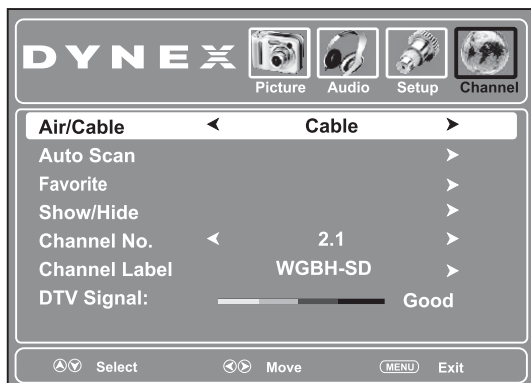 DYNEX
Picture Audio Setup Channel
Air/Cable Cable
Auto Scan
Favorite
Show/Hide
Channel No. 2.1
Channel Label WGBH-SD
DTV Signal: Good
Select Move MENU Exit